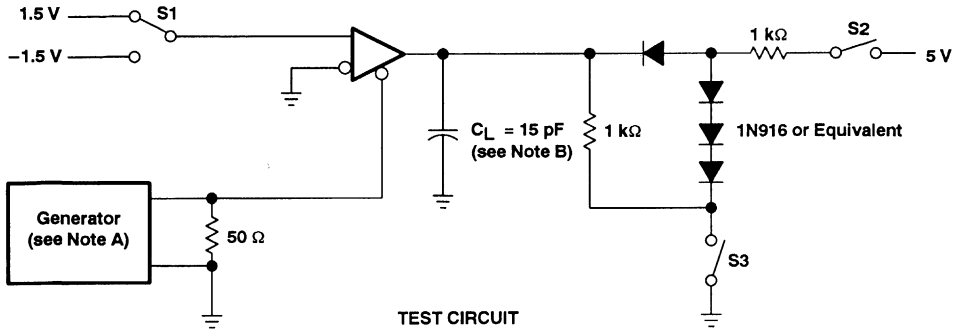 1.5 V
S1
−1.5 V
1 kΩ
S2
5 V
CL = 15 pF
(see Note B)
1 kΩ
1N916 or Equivalent
Generator
(see Note A)
50 Ω
S3
TEST CIRCUIT